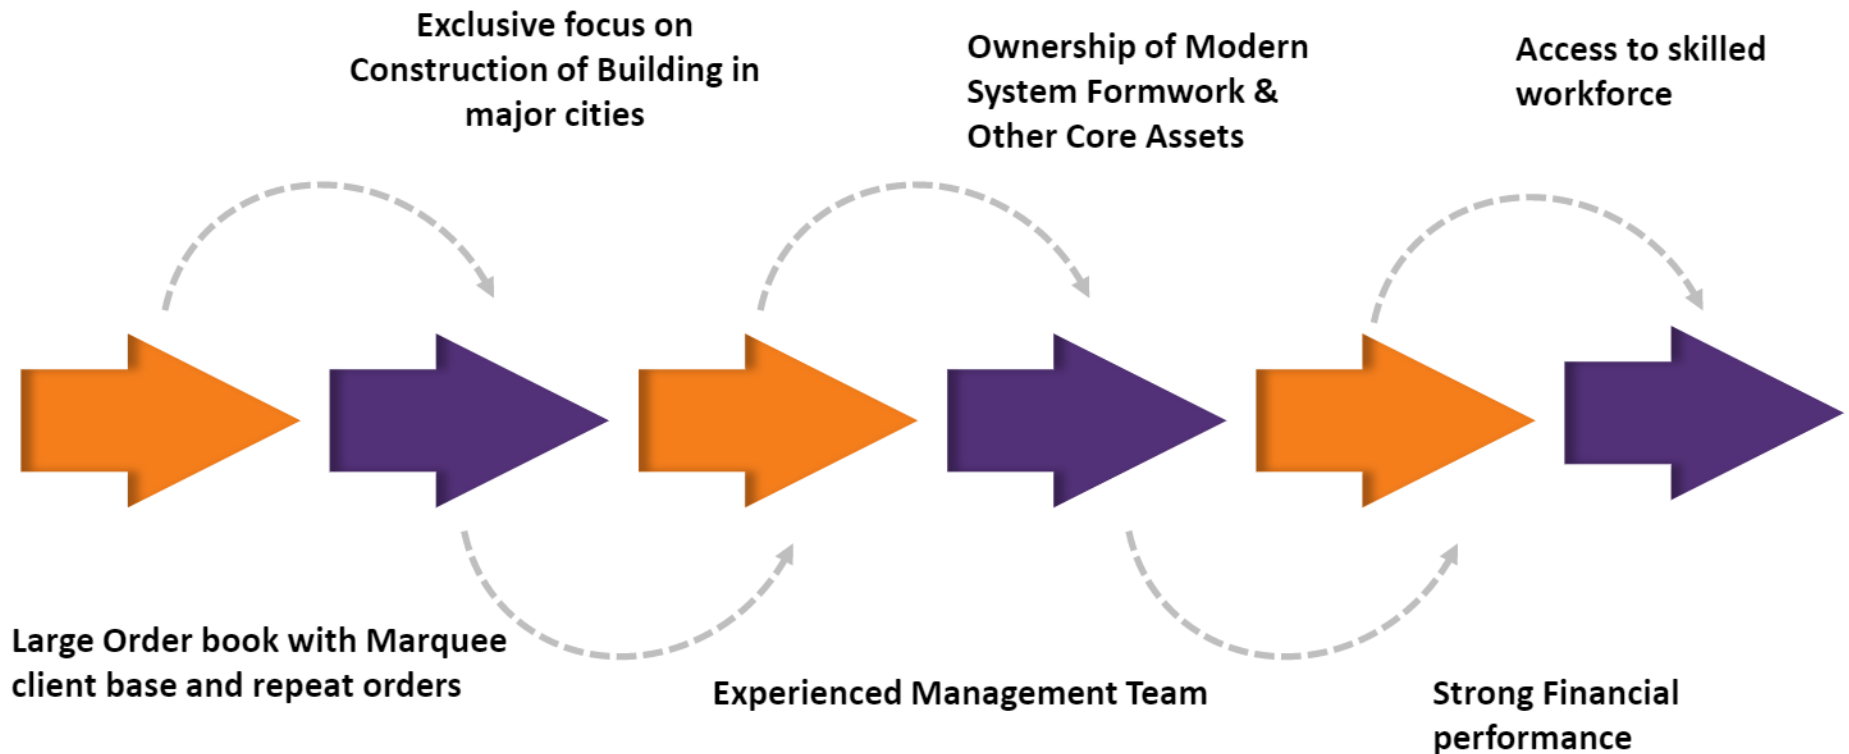 Exclusive focus on
Construction of Building in
major cities
Ownership of Modern
System Formwork &
Other Core Assets
Access to skilled
workforce
Large Order book with Marquee
client base and repeat orders
Experienced Management Team
Strong Financial
performance